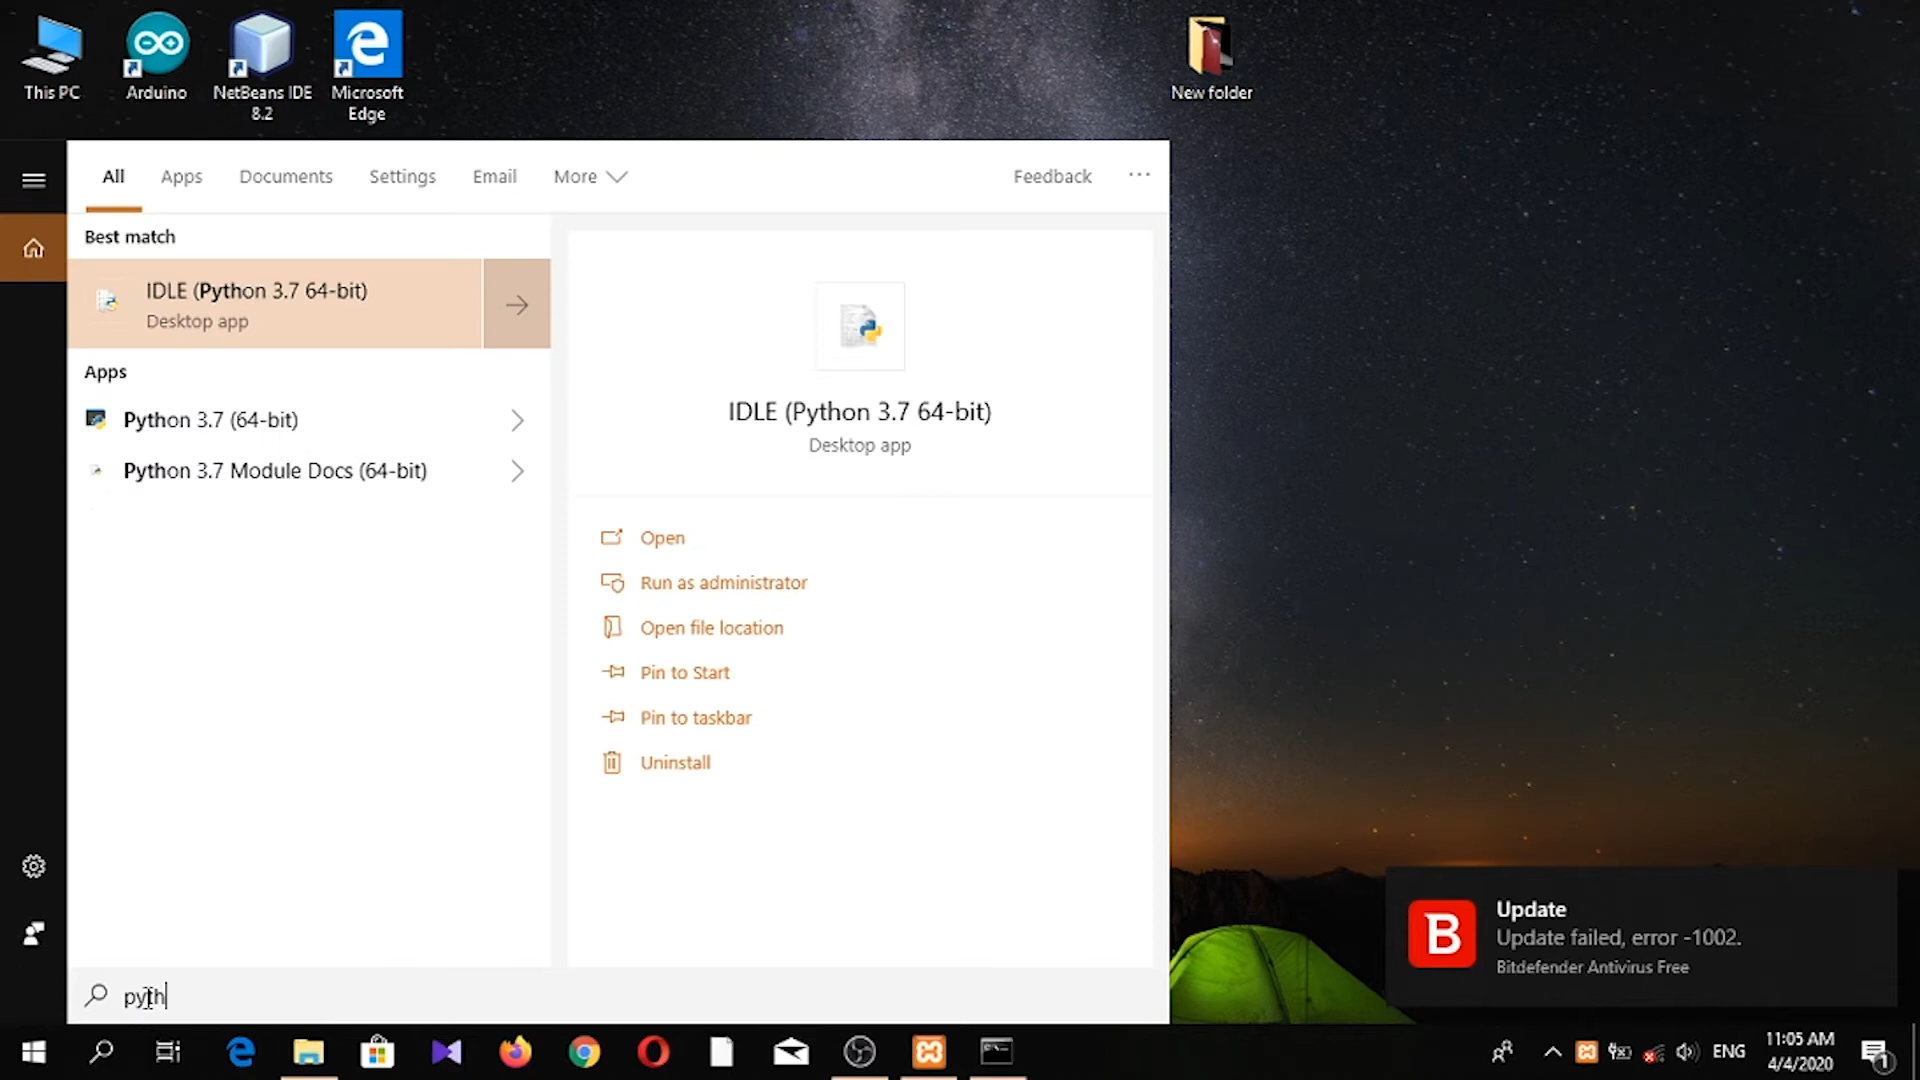 This PC
Arduino
NetBeans IDE
8.2
Microsoft
Edge
New folder
All
Apps
Documents
Settings
Email
More
Feedback
Best match
IDLE (Python 3.7 64-bit)
Desktop app
Apps
Python 3.7 (64-bit)
Python 3.7 Module Docs (64-bit)
IDLE (Python 3.7 64-bit)
Desktop app
Open
Run as administrator
Open file location
Pin to Start
Pin to taskbar
Uninstall
B
Update
Update failed, error -1002.
Bitdefender Antivirus Free
pyth
ENG
11:05 AM
4/4/2020
1